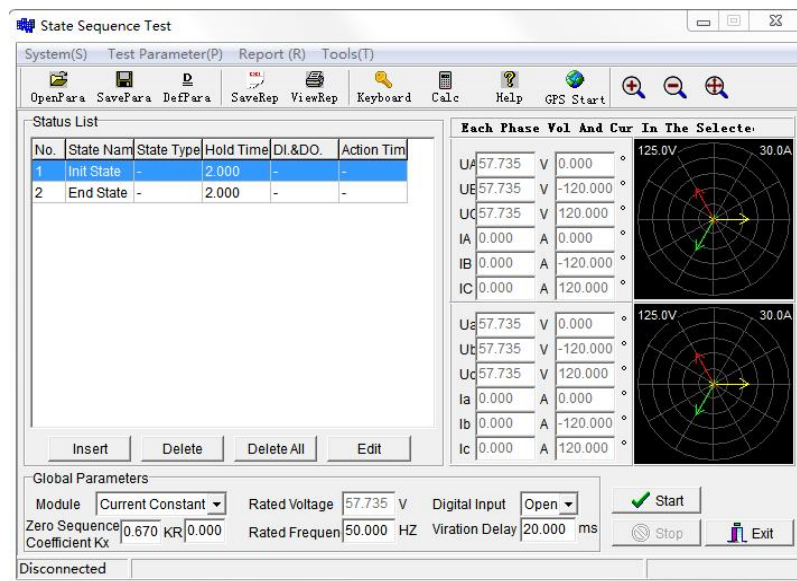 State Sequence Test
System(S) Test Parameter(P) Report (R) Tools(T)
OpenPara SavePara DefPara SaveRep ViewRep Keyboard Calc Help GPS Start
Status List
No. State Nam State Type Hold Time DI.&DO. Action Tim
1 Init State - 2.000 - -
2 End State - 2.000 - -
Insert Delete Delete All Edit
Each Phase Vol And Cur In The Selecte
UA 57.735 V 0.000 °
UB 57.735 V -120.000 °
UC 57.735 V 120.000 °
IA 0.000 A 0.000 °
IB 0.000 A -120.000 °
IC 0.000 A 120.000 °
125.0V 30.0A
Ua 57.735 V 0.000 °
Ub 57.735 V -120.000 °
Uc 57.735 V 120.000 °
Ia 0.000 A 0.000 °
Ib 0.000 A -120.000 °
Ic 0.000 A 120.000 °
125.0V 30.0A
Global Parameters
Module Current Constant Rated Voltage 57.735 V Digital Input Open
Zero Sequence
Coefficient Kx 0.670 KR 0.000 Rated Frequen 50.000 HZ Viration Delay 20.000 ms
Start
Stop Exit
Disconnected